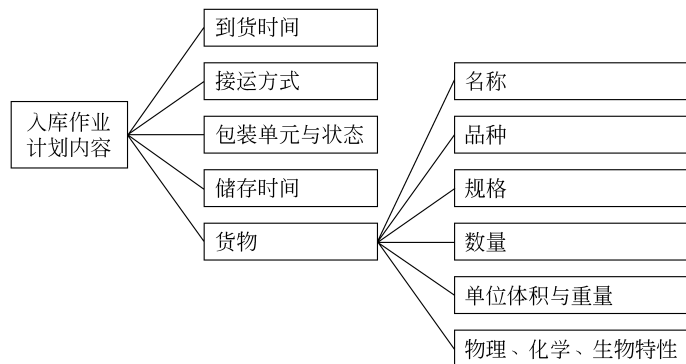 入库作业
计划内容
到货时间
接运方式
包装单元与状态
储存时间
货物
名称
品种
规格
数量
单位体积与重量
物理、化学、生物特性